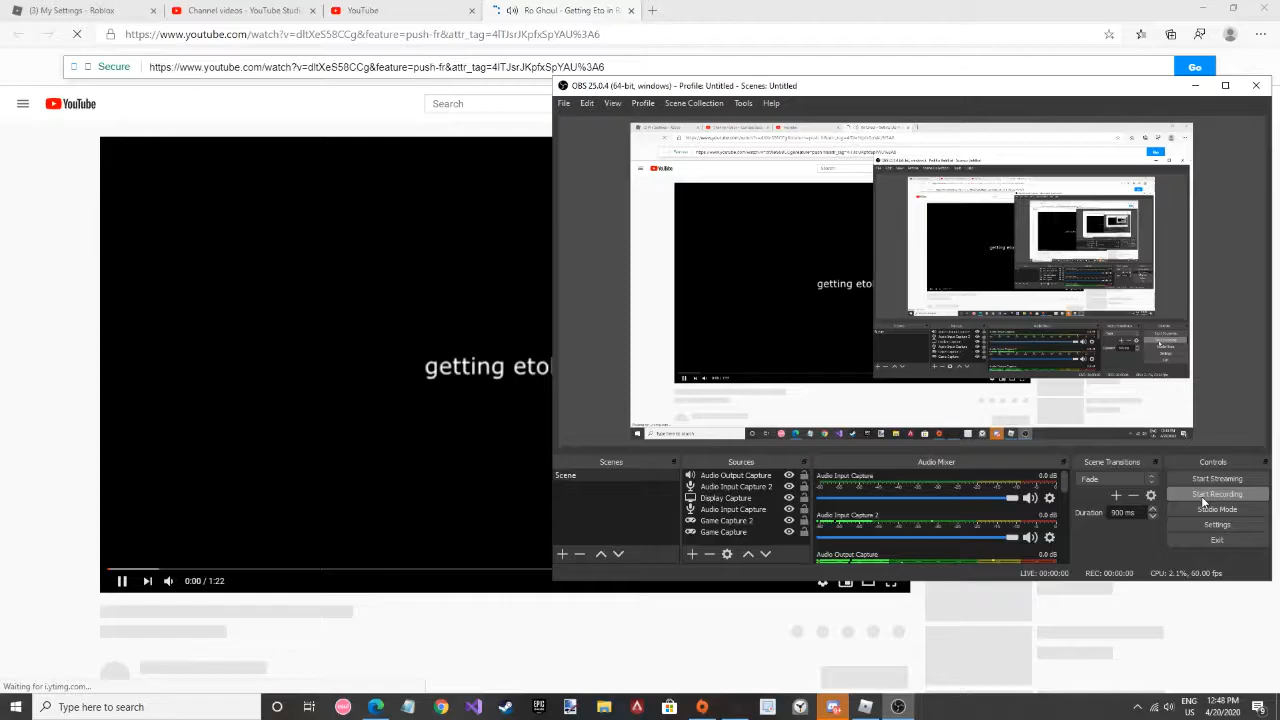 (3) My Settings - Roblox
Channel videos - YouTube Studi
YouTube
Ro Ghoul - Getting Eto in R
https://www.youtube.com/watch?v=dltXeS58CCg&feature=push-fr&attr_tag=4lTJsrJKpfxSpYAU%3A6
Secure
https://www.youtube.com/watch?v=dltXeS58CCg&feature=push-fr&attr_tag=4lTJsrJKpfxSpYAU%3A6
Go
OBS 25.0.4 (64-bit, windows) - Profile: Untitled - Scenes: Untitled
YouTube
Search
File Edit View Profile Scene Collection Tools Help
getting eto
getting eto
Type here to search
Scenes
Sources
Audio Mixer
Scene Transitions
Controls
Scene
Audio Output Capture
Audio Input Capture 2
Display Capture
Audio Input Capture
Game Capture 2
Game Capture
Audio Input Capture 0.0 dB
Audio Input Capture 2 0.0 dB
Audio Output Capture 0.0 dB
Fade
Duration 900 ms
Start Streaming
Start Recording
Studio Mode
Settings
Exit
LIVE: 00:00:00 REC: 00:00:00 CPU: 2.1%, 60.00 fps
0:00 / 1:22
Waiting for i.ytimg.com...
Type here to search
ENG
US
12:48 PM
4/20/2020